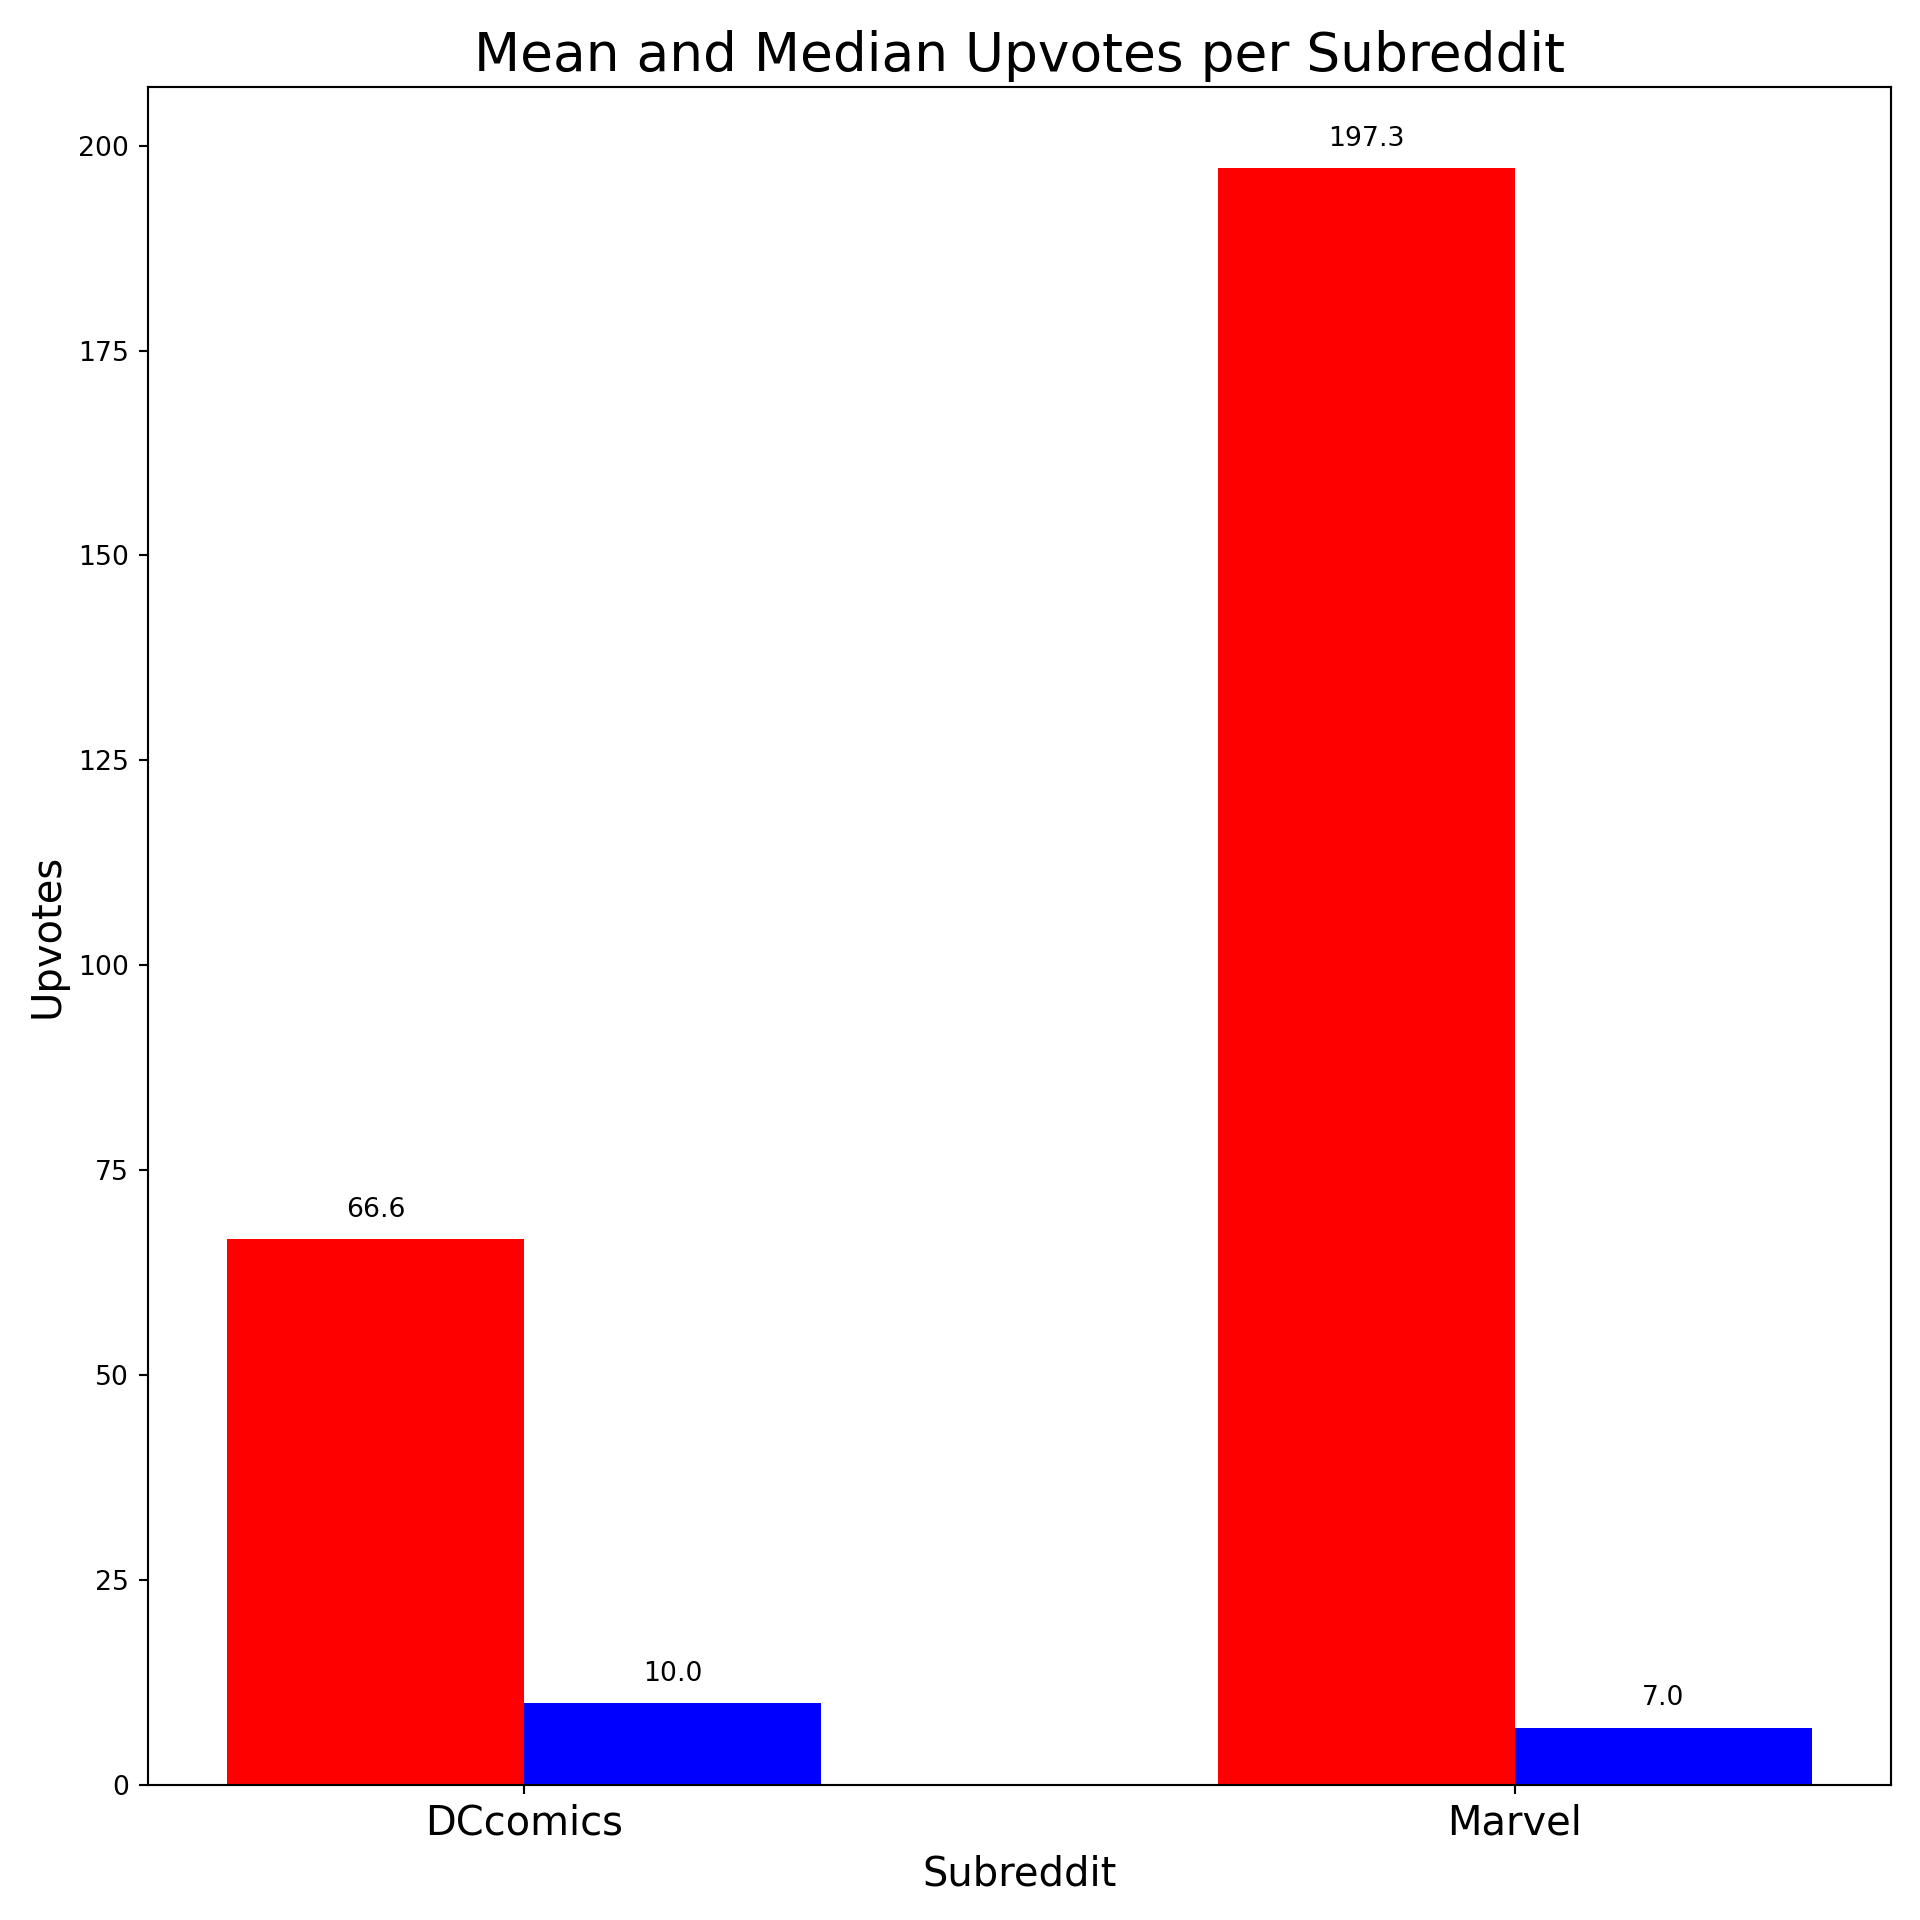 Mean and Median Upvotes per Subreddit
Upvotes
200
175
150
125
100
75
50
25
0
66.6
10.0
197.3
7.0
DCcomics
Marvel
Subreddit